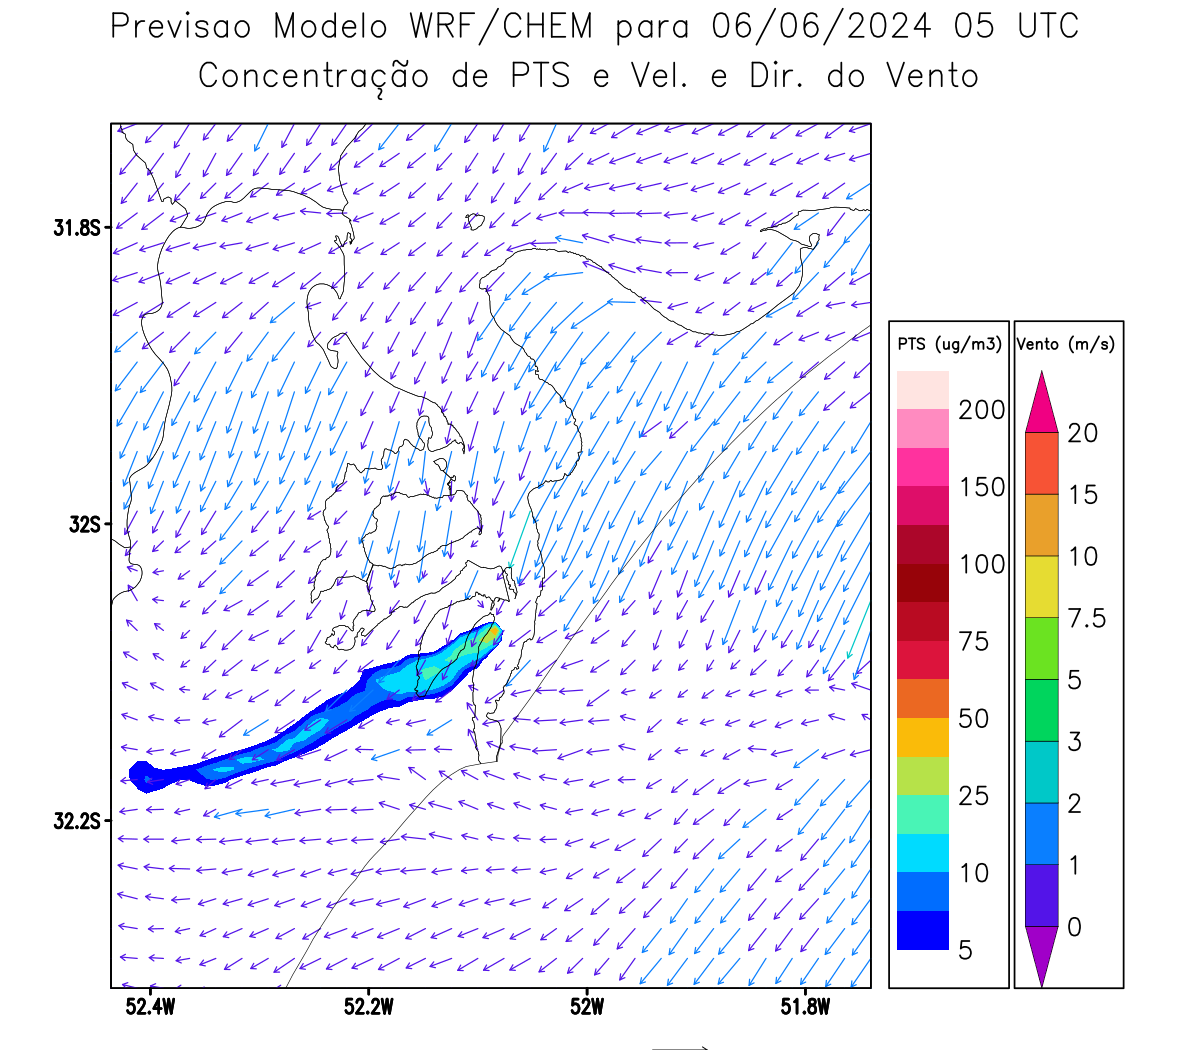 Previsao Modelo WRF/CHEM para 06/06/2024 05 UTC
Concentração de PTS e Vel. e Dir. do Vento
31.8S
32S
32.2S
52.4W 52.2W 52W 51.8W
PTS (ug/m3)
200
150
100
75
50
25
10
5
Vento (m/s)
20
15
10
7.5
5
3
2
1
0